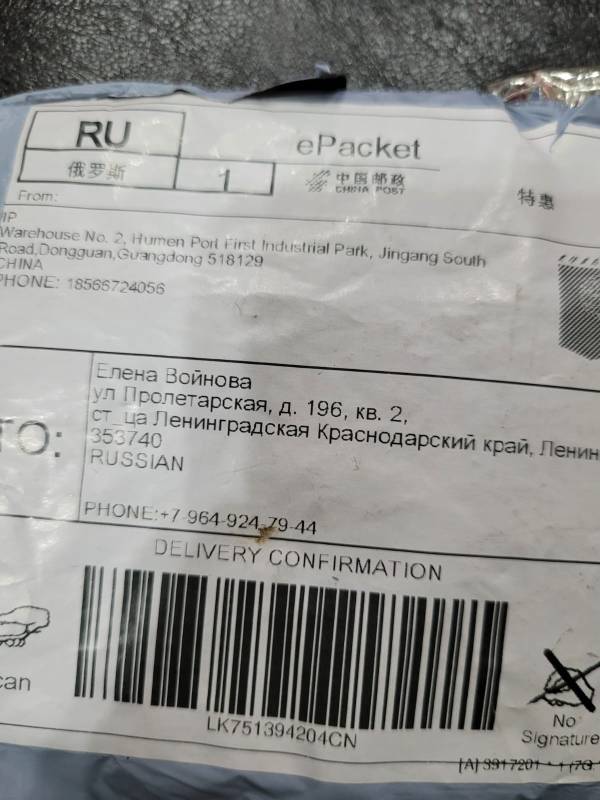 RU
ePacket
俄罗斯
1
中国邮政
CHINA POST
特惠
From:
IP
Warehouse No. 2, Humen Port First Industrial Park, Jingang South
Road,Dongguan,Guangdong 518129
CHINA
PHONE: 18566724056
TO:
Елена Войнова
ул Пролетарская, д. 196, кв. 2,
ст_ца Ленинградская Краснодарский край, Ленин
353740
RUSSIAN
PHONE:+7-964-924-79-44
DELIVERY CONFIRMATION
can
LK751394204CN
No
Signature